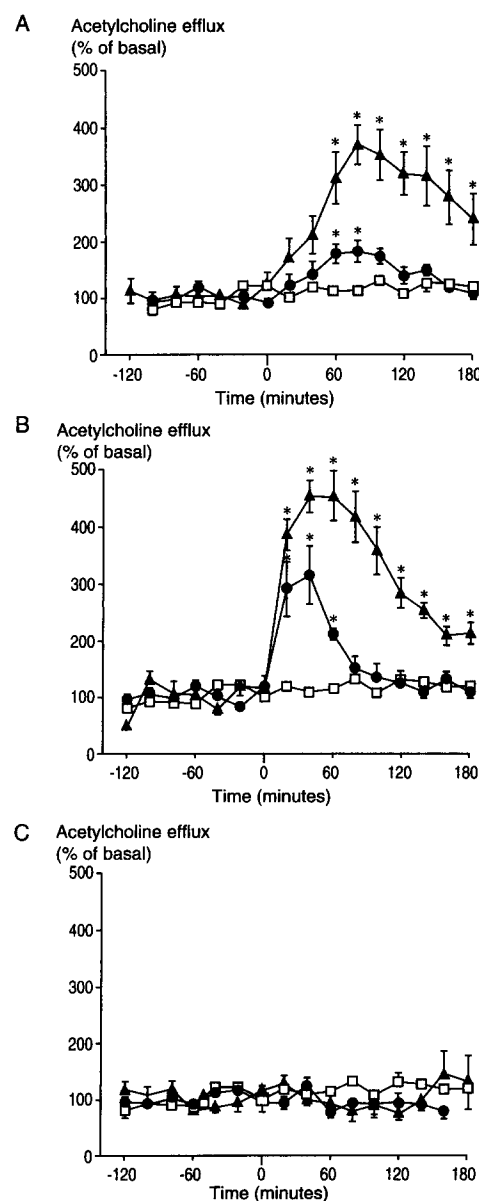 A
Acetylcholine efflux
(% of basal)
500
400
300
200
100
0
* * * * * * *
* *
-120 -60 0 60 120 180
Time (minutes)
B
Acetylcholine efflux
(% of basal)
500
400
300
200
100
0
* * * * * * * * *
* * *
-120 -60 0 60 120 180
Time (minutes)
C
Acetylcholine efflux
(% of basal)
500
400
300
200
100
0
-120 -60 0 60 120 180
Time (minutes)